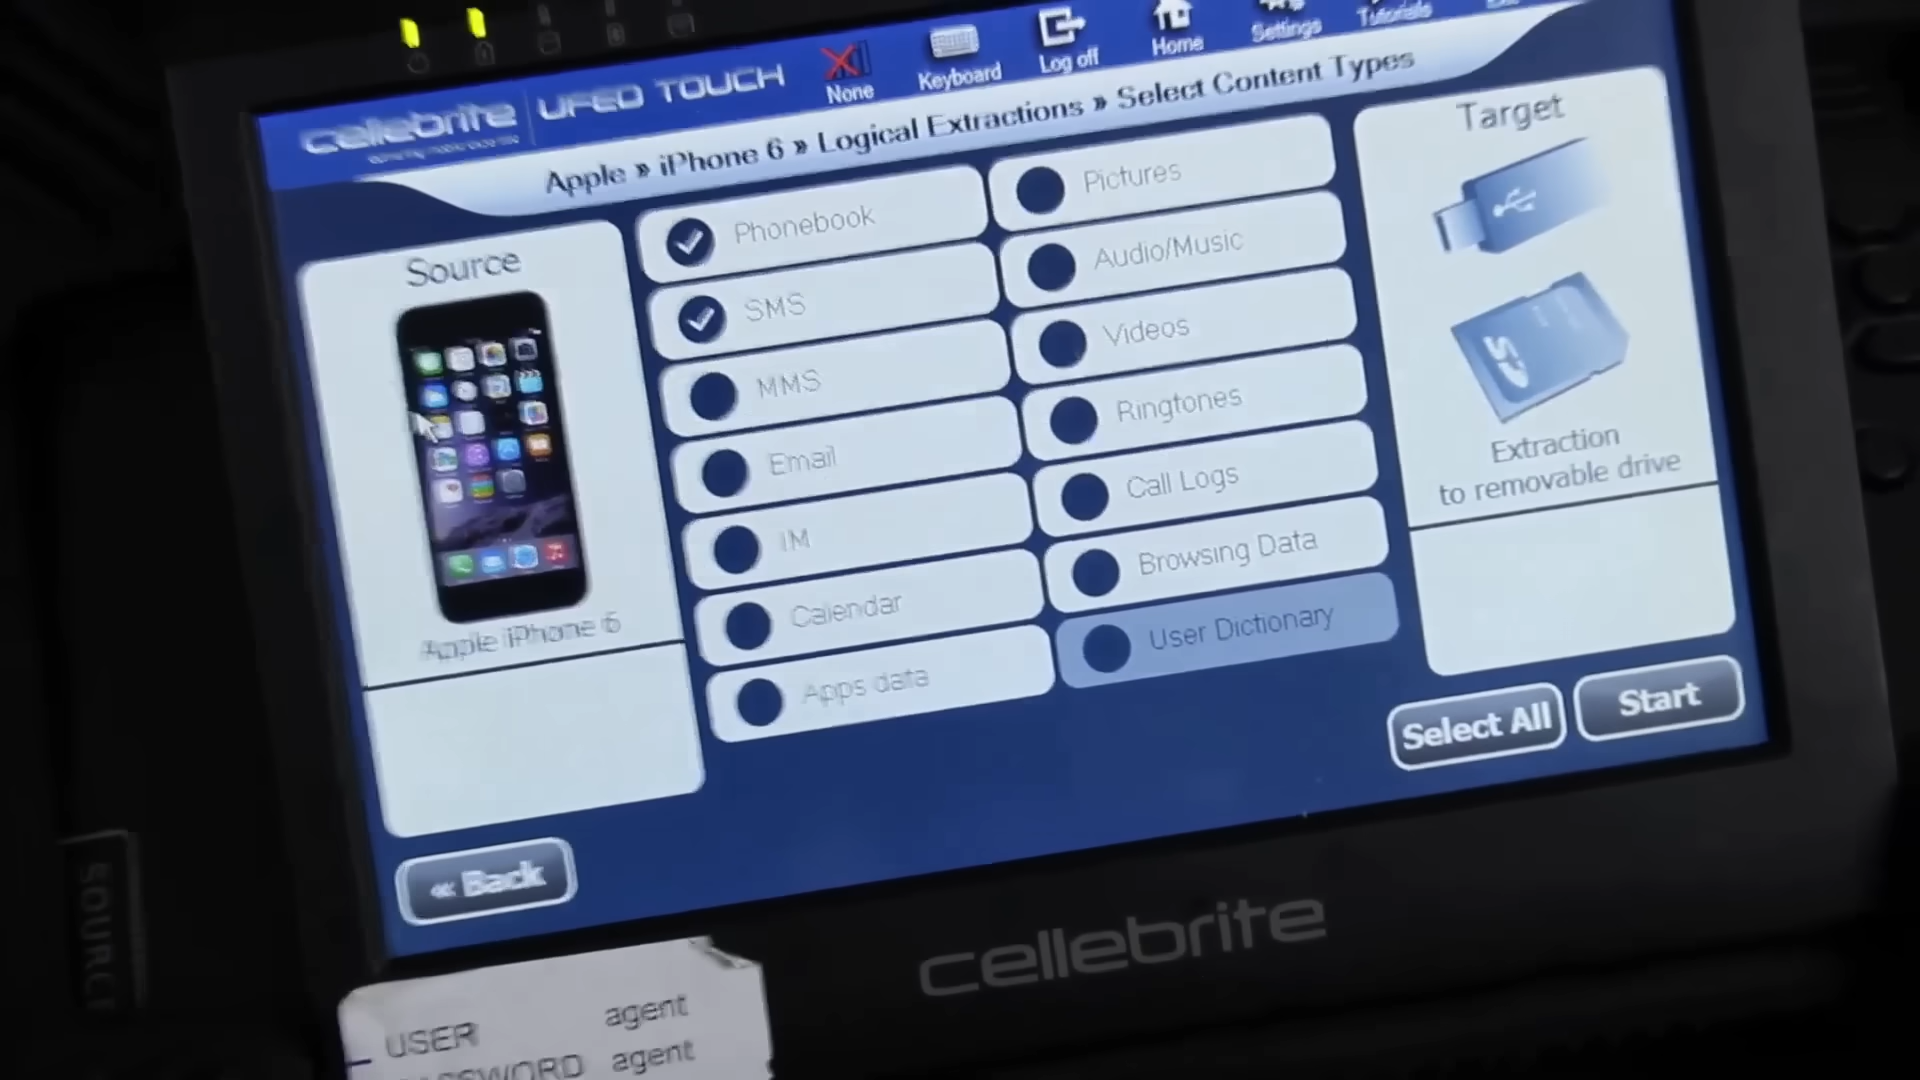 cellebrite UFED TOUCH
None
Keyboard
Log off
Home
Settings
Tutorials
Apple » iPhone 6 » Logical Extractions » Select Content Types
Source
Apple iPhone 6
Phonebook
SMS
MMS
Email
IM
Calendar
Apps data
Pictures
Audio/Music
Videos
Ringtones
Call Logs
Browsing Data
User Dictionary
Target
Extraction
to removable drive
Select All
Start
« Back
cellebrite
SOURCE
USER agent
PASSWORD agent